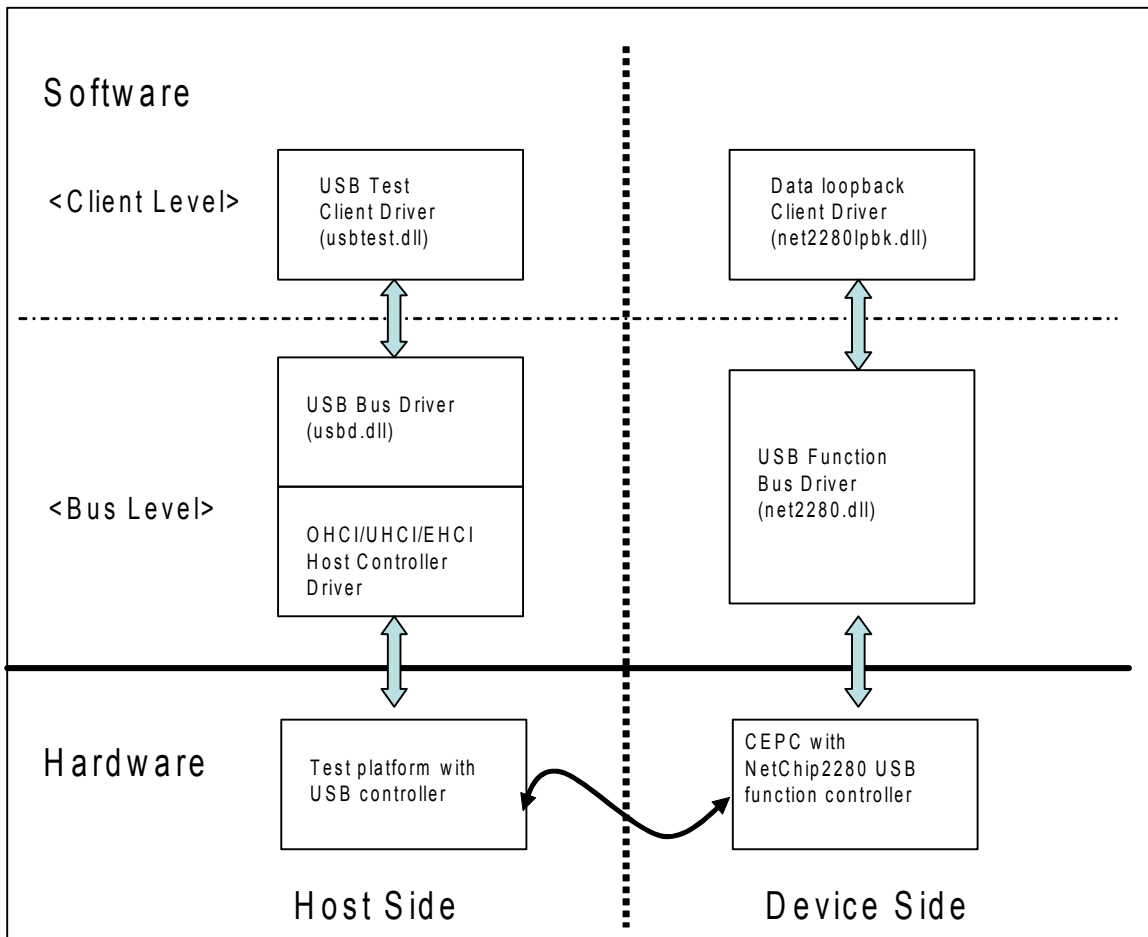 Software
<Client Level>
USB Test
Client Driver
(usbtest.dll)
Data loopback
Client Driver
(net2280lpbk.dll)
<Bus Level>
USB Bus Driver
(usbd.dll)
OHCI/UHCI/EHCI
Host Controller
Driver
USB Function
Bus Driver
(net2280.dll)
Hardware
Test platform with
USB controller
CEPC with
NetChip2280 USB
function controller
Host Side
Device Side